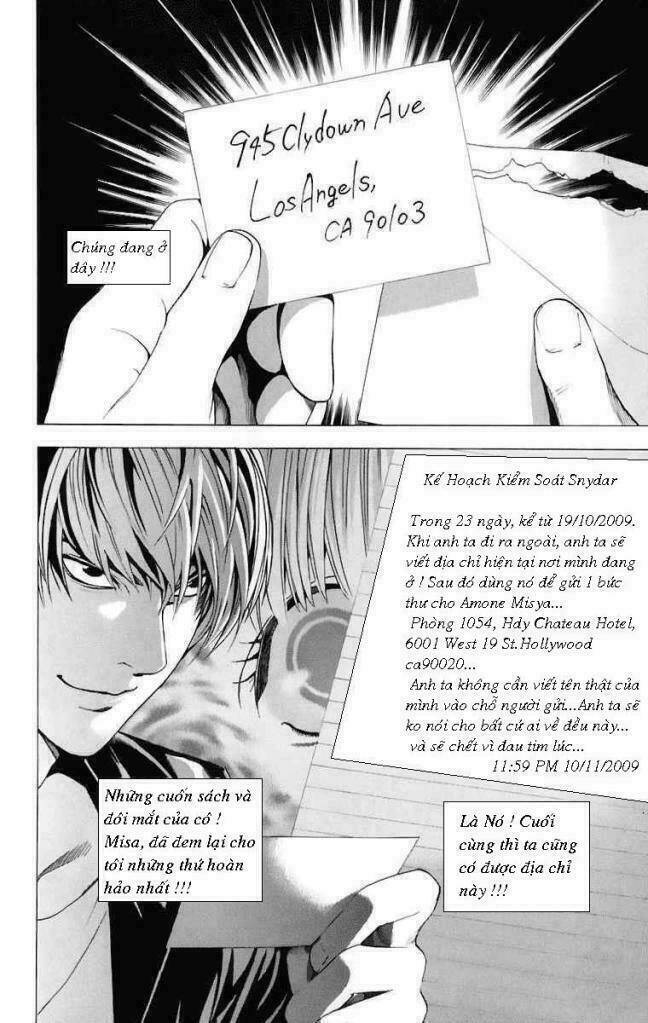 945 Clydown Ave
Los Angels,
CA 90103
Chúng đang ở
đây !!!
Kế Hoạch Kiểm Soát Snydar
Trong 23 ngày, kể từ 19/10/2009.
Khi anh ta đi ra ngoài, anh ta sẽ
viết địa chỉ hiện tại nơi mình đang
ở ! Sau đó dùng nó để gửi 1 bức
thư cho Amone Misya...
Phòng 1054, Hdy Chateau Hotel,
6001 West 19 St.Hollywood
ca90020...
Anh ta không cần viết tên thật của
mình vào chỗ người gửi...Anh ta sẽ
ko nói cho bất cứ ai về đều này...
và sẽ chết vì đau tim lúc...
11:59 PM 10/11/2009
Những cuốn sách và
đôi mắt của cô !
Misa, đã đem lại cho
tôi những thứ hoàn
hảo nhất !!!
Là Nó ! Cuối
cùng thì ta cũng
có được địa chỉ
này !!!